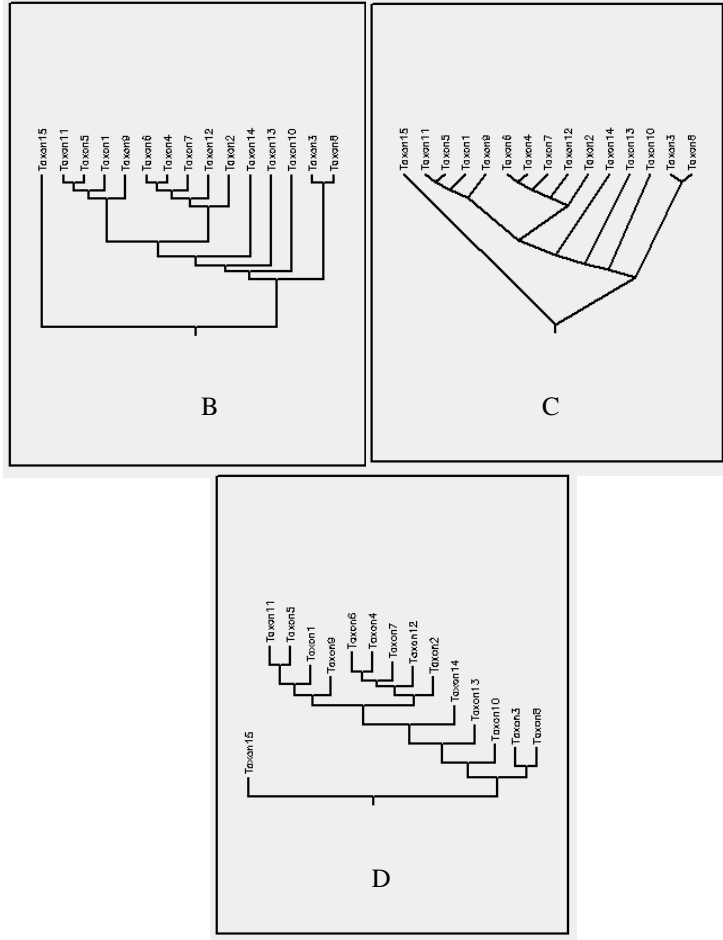 Taxon15
Taxon11
Taxon5
Taxon1
Taxon9
Taxon6
Taxon4
Taxon7
Taxon12
Taxon2
Taxon14
Taxon13
Taxon10
Taxon3
Taxon8
B
Taxon15
Taxon11
Taxon5
Taxon1
Taxon9
Taxon6
Taxon4
Taxon7
Taxon12
Taxon2
Taxon14
Taxon13
Taxon10
Taxon3
Taxon8
C
Taxon15
Taxon11
Taxon5
Taxon1
Taxon9
Taxon6
Taxon4
Taxon7
Taxon12
Taxon2
Taxon14
Taxon13
Taxon10
Taxon3
Taxon8
D